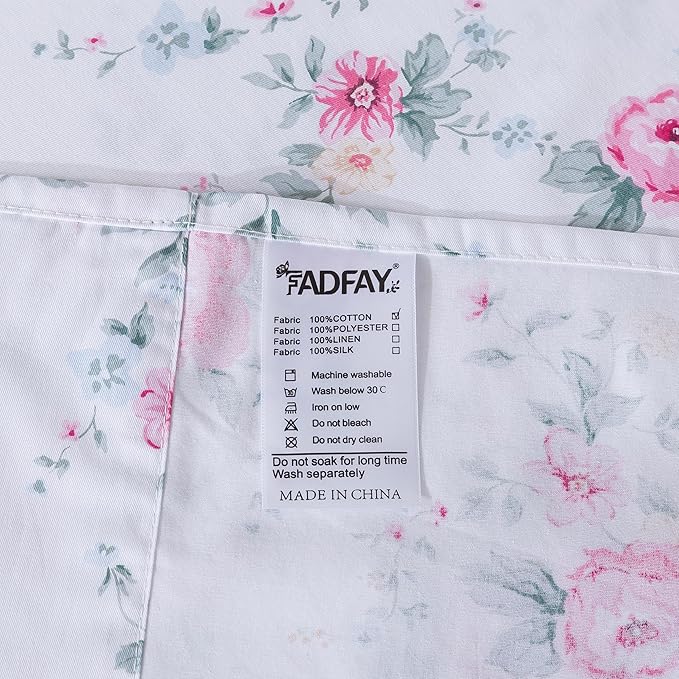 FADFAY®
Fabric 100%COTTON ☑
Fabric 100%POLYESTER ☐
Fabric 100%LINEN ☐
Fabric 100%SILK ☐
Machine washable
Wash below 30℃
Iron on low
Do not bleach
Do not dry clean
Do not soak for long time
Wash separately
MADE IN CHINA